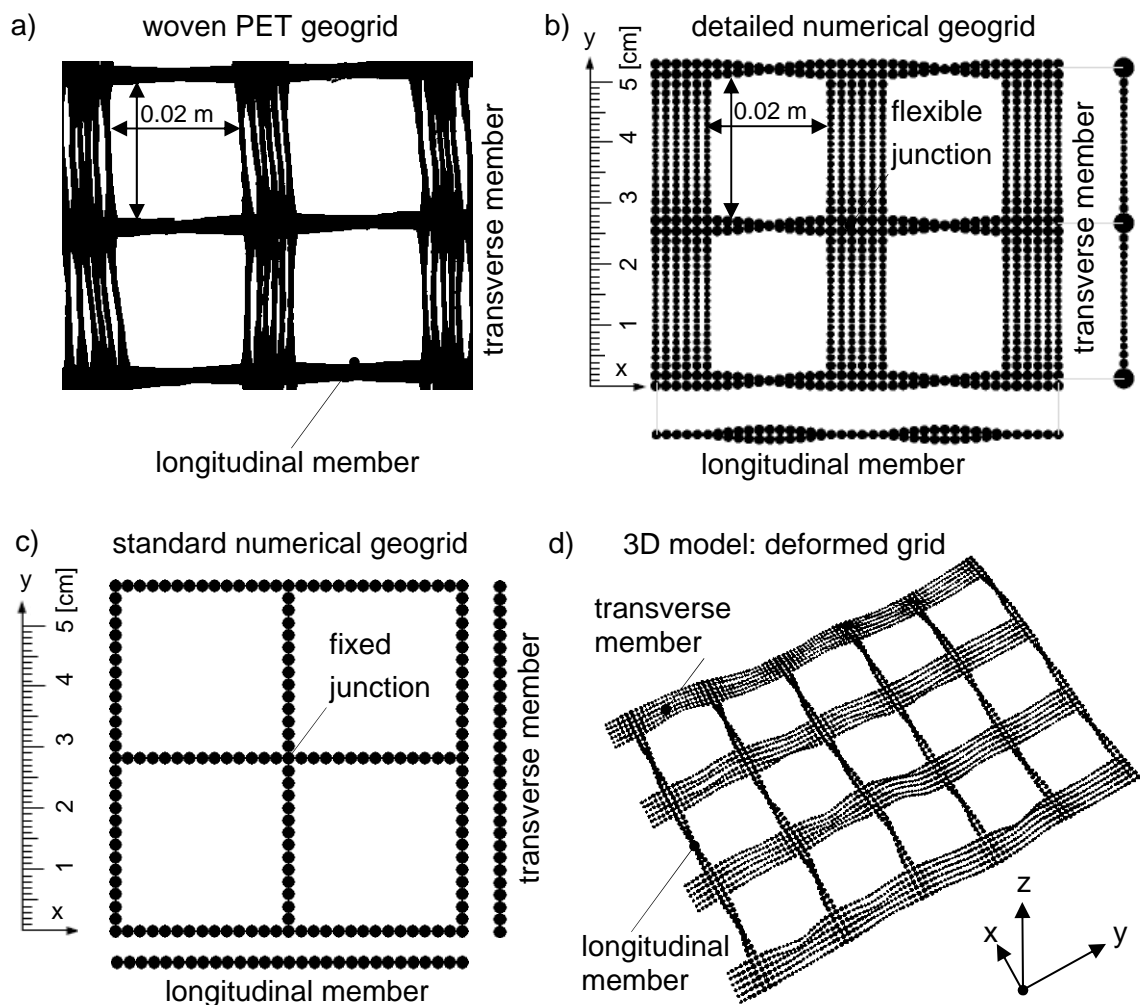 a) woven PET geogrid
0.02 m
transverse member
longitudinal member
b) detailed numerical geogrid
y
5 [cm]
4
3
2
1
x
0.02 m
flexible
junction
transverse member
longitudinal member
c) standard numerical geogrid
y
5 [cm]
4
3
2
1
x
fixed
junction
transverse member
longitudinal member
d) 3D model: deformed grid
transverse
member
longitudinal
member
z
x
y